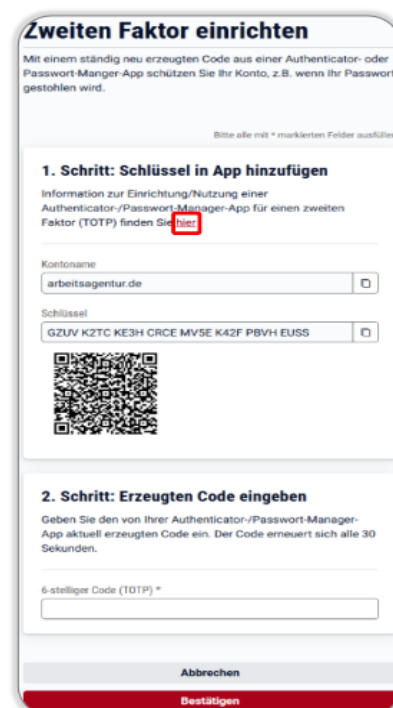 Zweiten Faktor einrichten
Mit einem ständig neu erzeugten Code aus einer Authenticator- oder
Passwort-Manger-App schützen Sie Ihr Konto, z.B. wenn Ihr Passwort
gestohlen wird.
Bitte alle mit * markierten Felder ausfüllen
1. Schritt: Schlüssel in App hinzufügen
Information zur Einrichtung/Nutzung einer
Authenticator-/Passwort-Manager-App für einen zweiten
Faktor (TOTP) finden Sie hier
Kontoname
arbeitsagentur.de
Schlüssel
GZUV K2TC KE3H CRCE MV5E K42F PBVH EUSS
2. Schritt: Erzeugten Code eingeben
Geben Sie den von Ihrer Authenticator-/Passwort-Manager-
App aktuell erzeugten Code ein. Der Code erneuert sich alle 30
Sekunden.
6-stelliger Code (TOTP) *
Abbrechen
Bestätigen